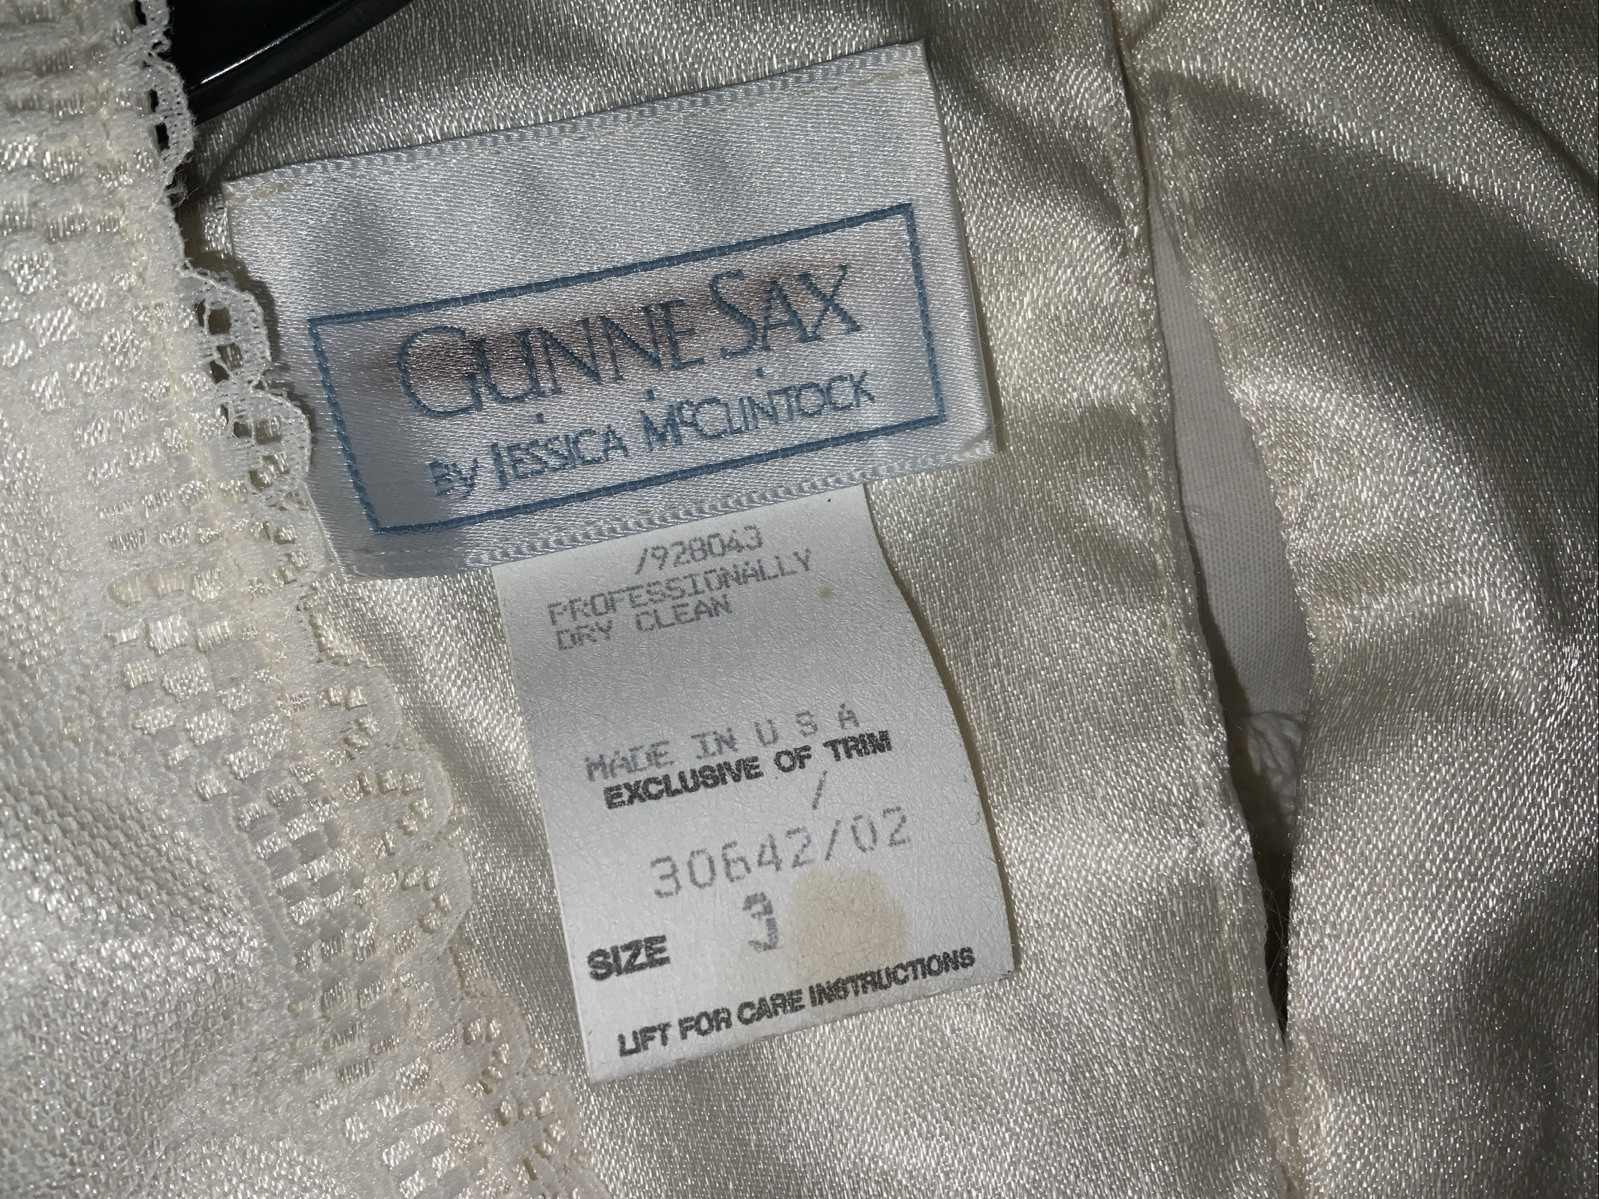 GUNNE SAX
BY JESSICA McCLINTOCK
/928043
PROFESSIONALLY
DRY CLEAN
MADE IN U S A
EXCLUSIVE OF TRIM
/
30642/02
3
SIZE
LIFT FOR CARE INSTRUCTIONS